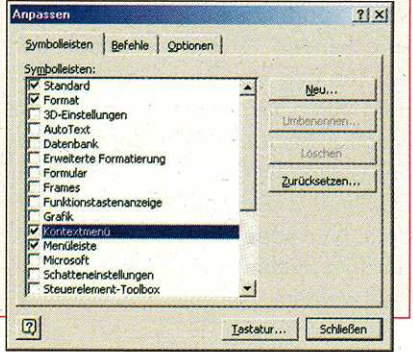 Anpassen
Symbolleisten Befehle Optionen
Symbolleisten:
Standard
Format
3D-Einstellungen
AutoText
Datenbank
Erweiterte Formatierung
Formular
Frames
Funktionstastenanzeige
Grafik
Kontextmenü
Menüleiste
Microsoft
Schatteneinstellungen
Steuerelement-Toolbox
Neu...
Umbenennen...
Löschen
Zurücksetzen...
Tastatur... Schließen